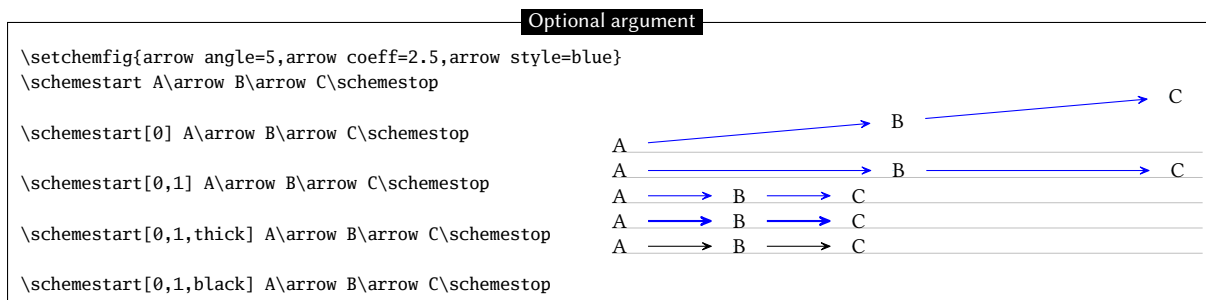 Optional argument
\setchemfig{arrow angle=5,arrow coeff=2.5,arrow style=blue}
\schemestart A\arrow B\arrow C\schemestop
\schemestart[0] A\arrow B\arrow C\schemestop
\schemestart[0,1] A\arrow B\arrow C\schemestop
\schemestart[0,1,thick] A\arrow B\arrow C\schemestop
\schemestart[0,1,black] A\arrow B\arrow C\schemestop
A B C
A B C
A B C
A B C
A B C